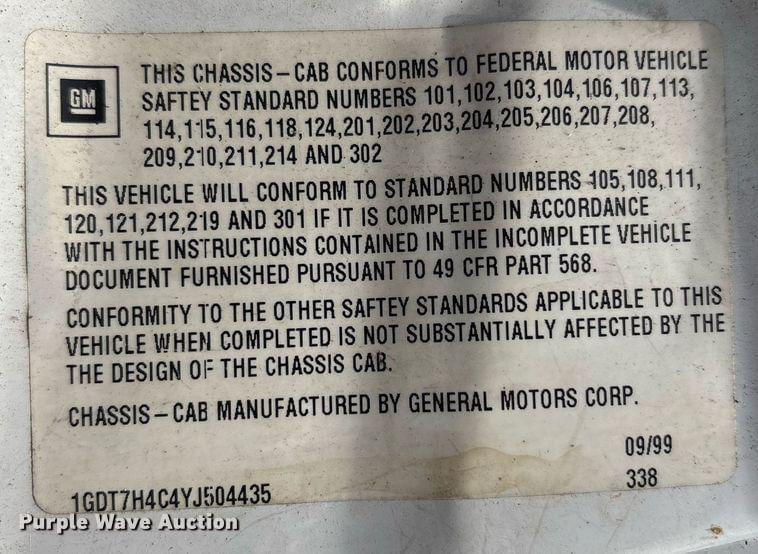 GM
THIS CHASSIS-CAB CONFORMS TO FEDERAL MOTOR VEHICLE
SAFTEY STANDARD NUMBERS 101,102,103,104,106,107,113,
114,115,116,118,124,201,202,203,204,205,206,207,208,
209,210,211,214 AND 302
THIS VEHICLE WILL CONFORM TO STANDARD NUMBERS 105,108,111,
120,121,212,219 AND 301 IF IT IS COMPLETED IN ACCORDANCE
WITH THE INSTRUCTIONS CONTAINED IN THE INCOMPLETE VEHICLE
DOCUMENT FURNISHED PURSUANT TO 49 CFR PART 568.
CONFORMITY TO THE OTHER SAFTEY STANDARDS APPLICABLE TO THIS
VEHICLE WHEN COMPLETED IS NOT SUBSTANTIALLY AFFECTED BY THE
THE DESIGN OF THE CHASSIS CAB.
CHASSIS-CAB MANUFACTURED BY GENERAL MOTORS CORP.
09/99
338
1GDT7H4C4YJ504435
Purple Wave Auction